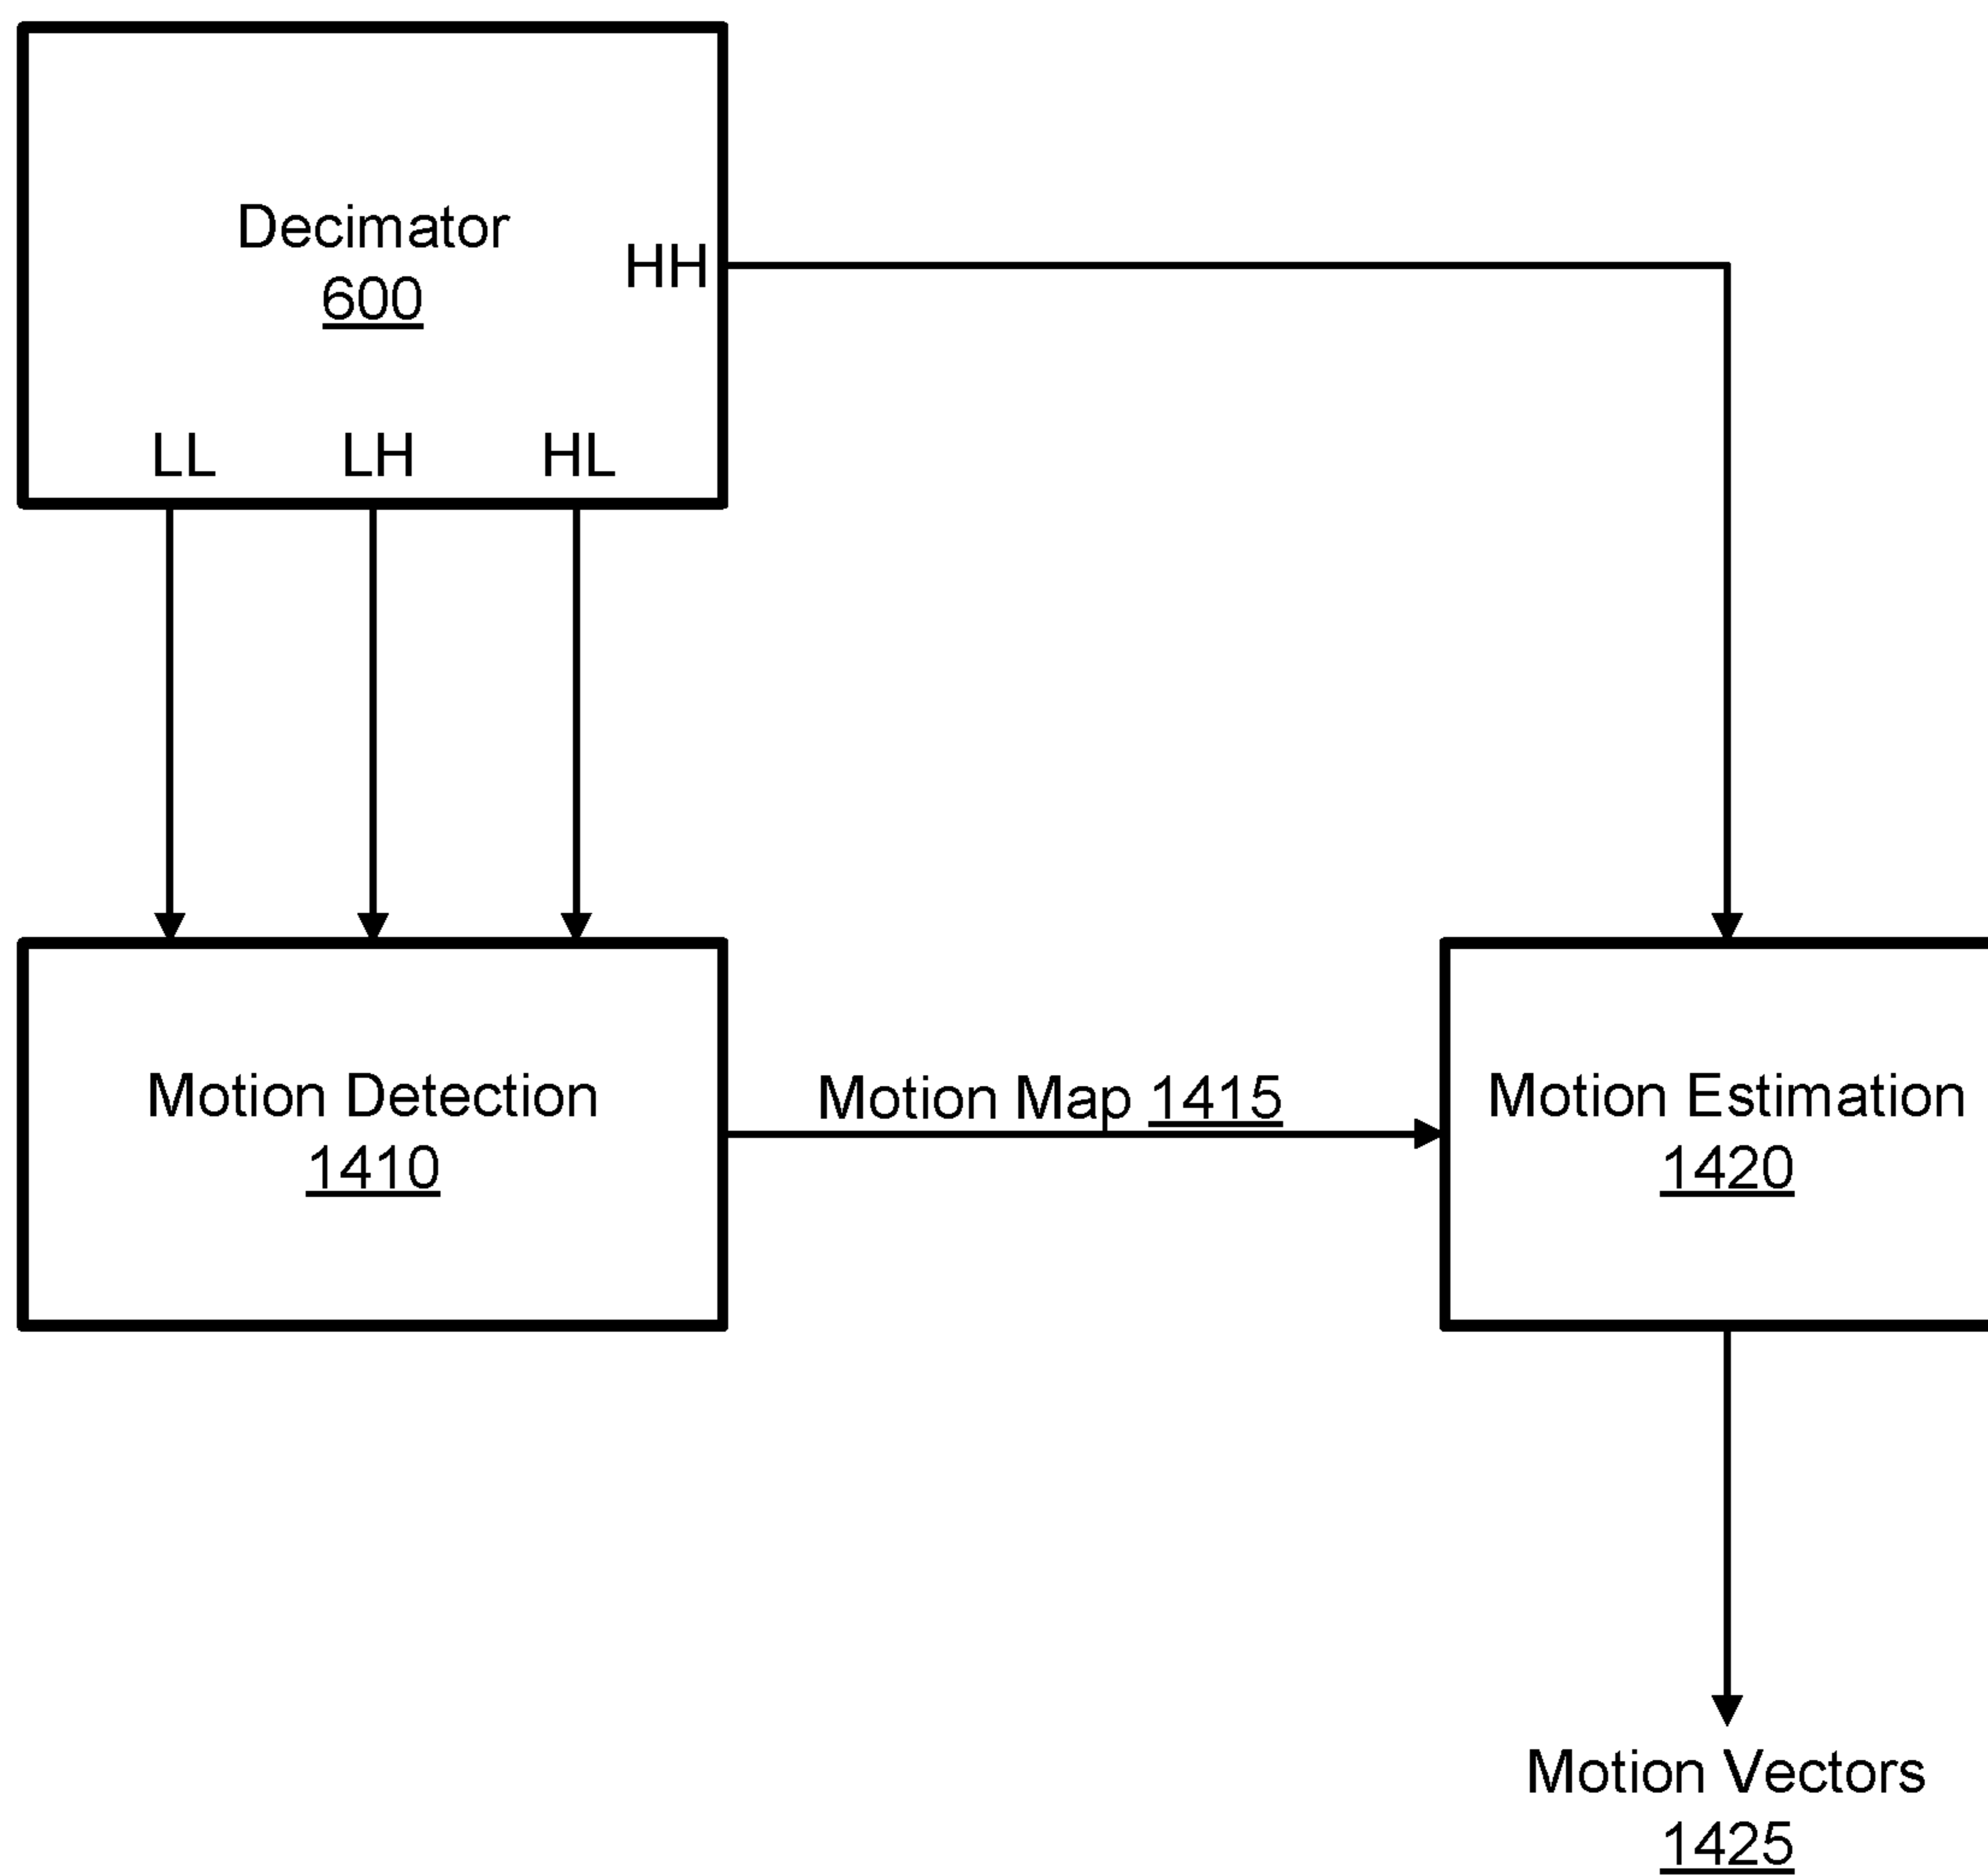 Decimator
600
HH
LL LH HL
Motion Detection
1410
Motion Map 1415
Motion Estimation
1420
Motion Vectors
1425